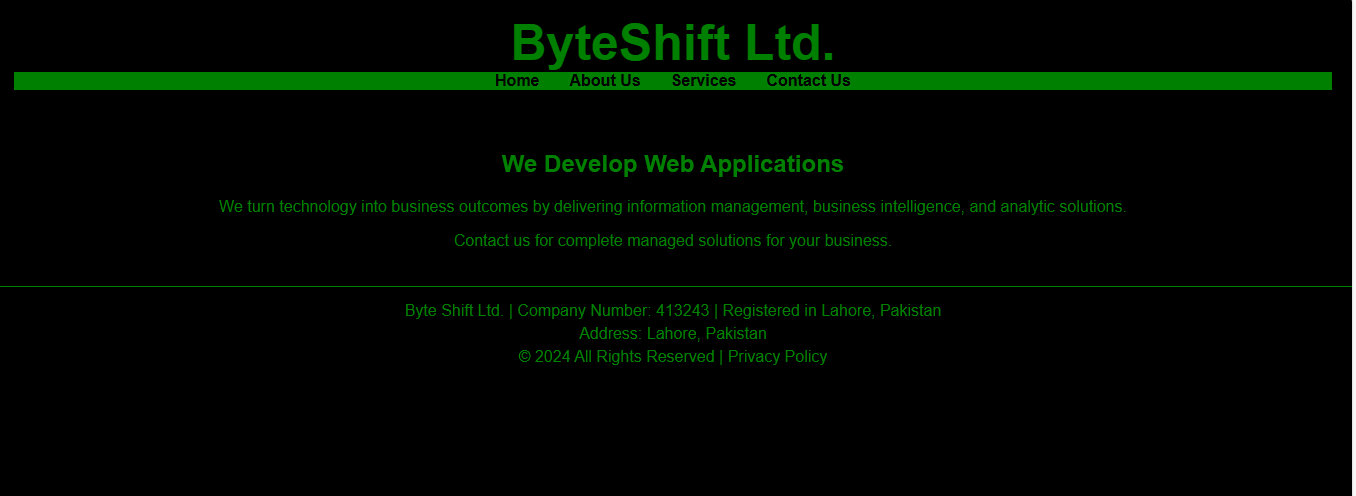 ByteShift Ltd.
Home About Us Services Contact Us
We Develop Web Applications
We turn technology into business outcomes by delivering information management, business intelligence, and analytic solutions.
Contact us for complete managed solutions for your business.
Byte Shift Ltd. | Company Number: 413243 | Registered in Lahore, Pakistan
Address: Lahore, Pakistan
© 2024 All Rights Reserved | Privacy Policy